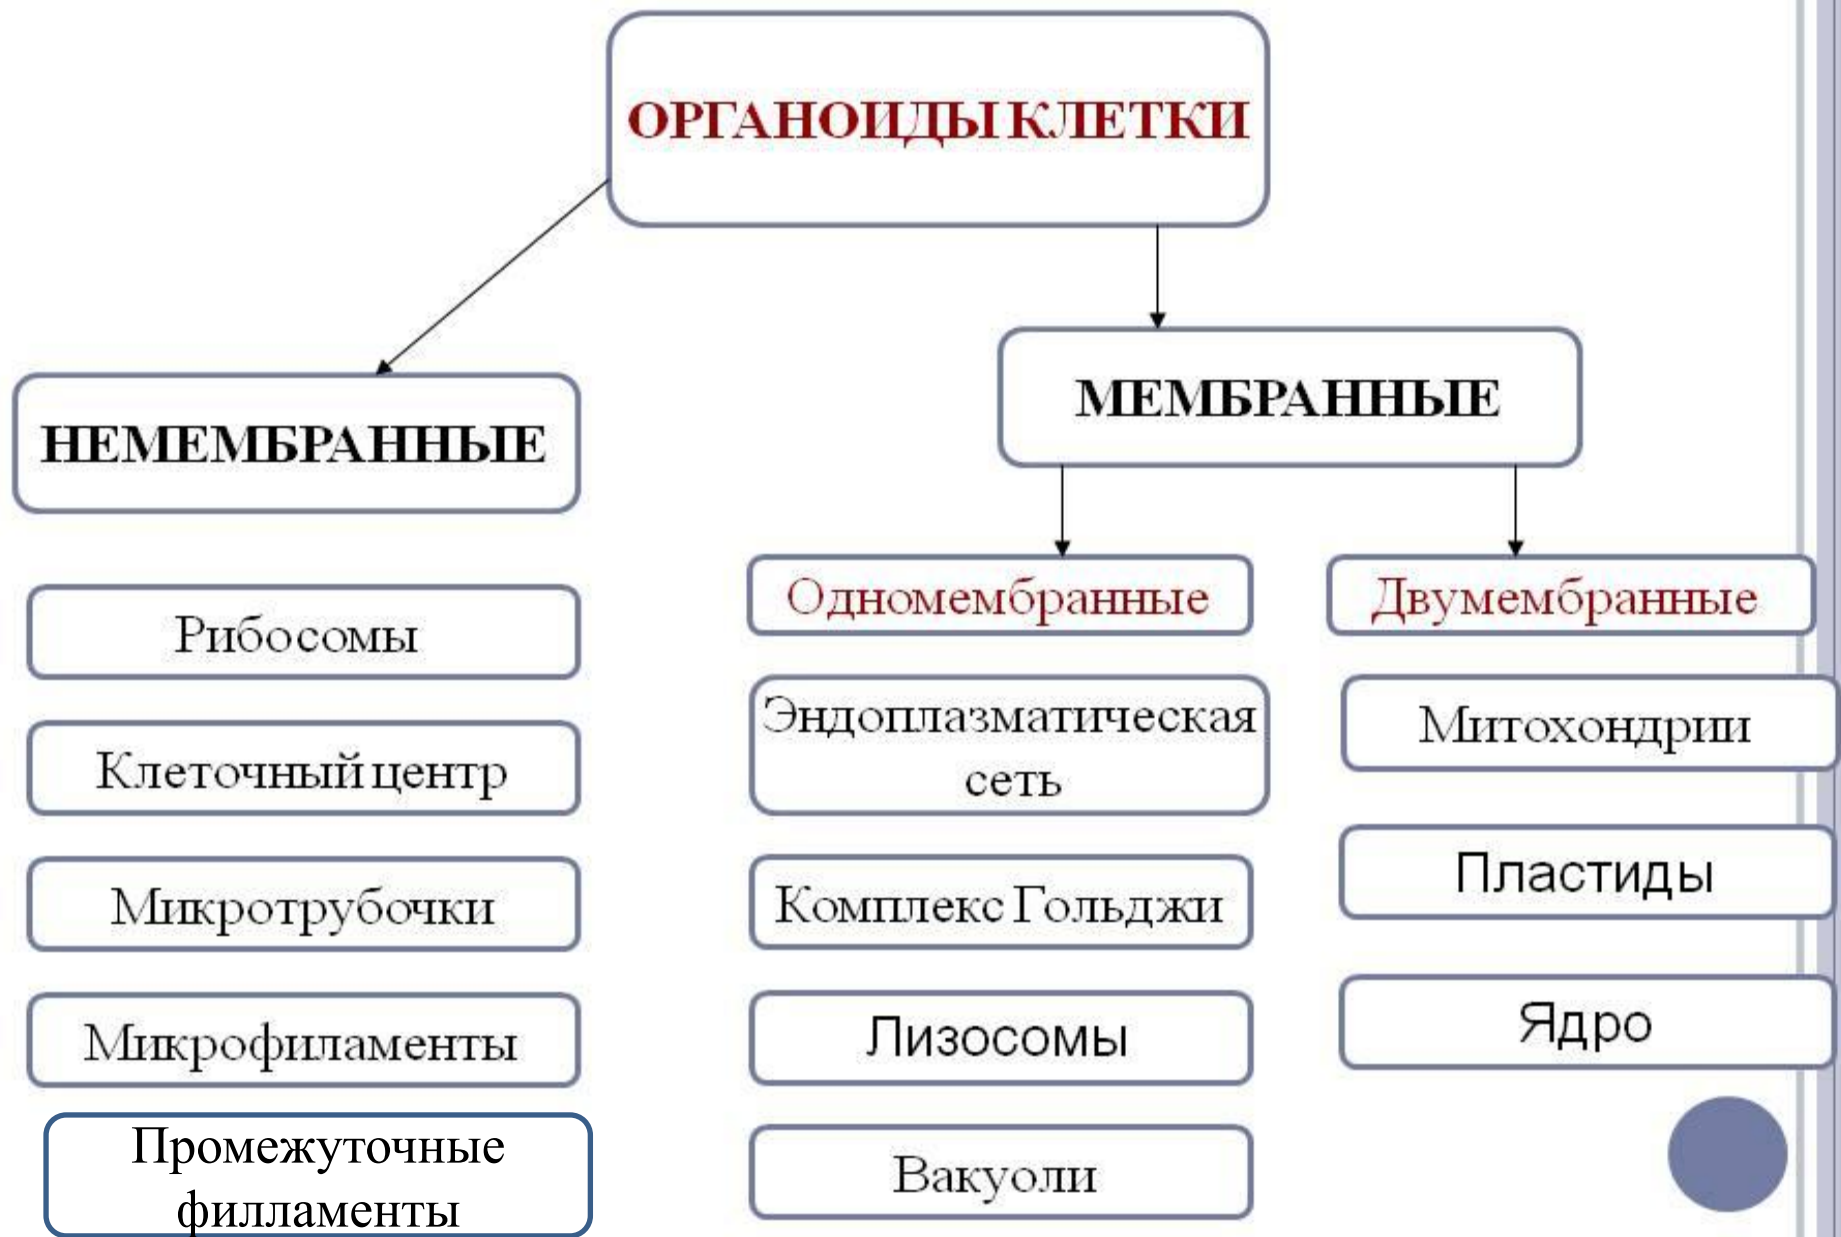 ОРГАНОИДЫ КЛЕТКИ
НЕМЕМБРАННЫЕ
МЕМБРАННЫЕ
Рибосомы
Клеточный центр
Микротрубочки
Микрофиламенты
Промежуточные
филламенты
Одномембранные
Эндоплазматическая
сеть
Комплекс Гольджи
Лизосомы
Вакуоли
Двумембранные
Митохондрии
Пластиды
Ядро